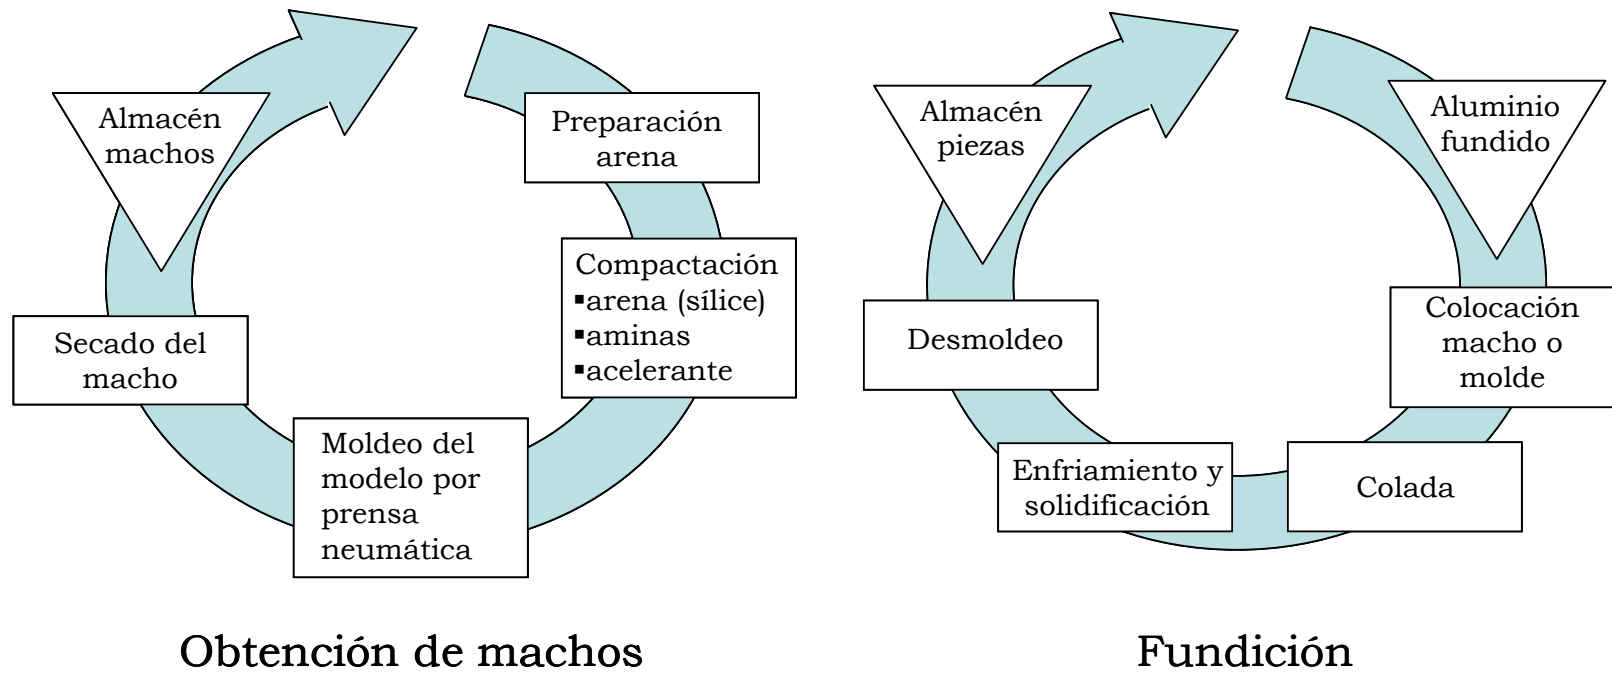 Almacén
machos
Preparación
arena
Compactación
▪arena (sílice)
▪aminas
▪acelerante
Moldeo del
modelo por
prensa
neumática
Secado del
macho
Obtención de machos
Almacén
piezas
Aluminio
fundido
Colocación
macho o
molde
Colada
Enfriamiento y
solidificación
Desmoldeo
Fundición